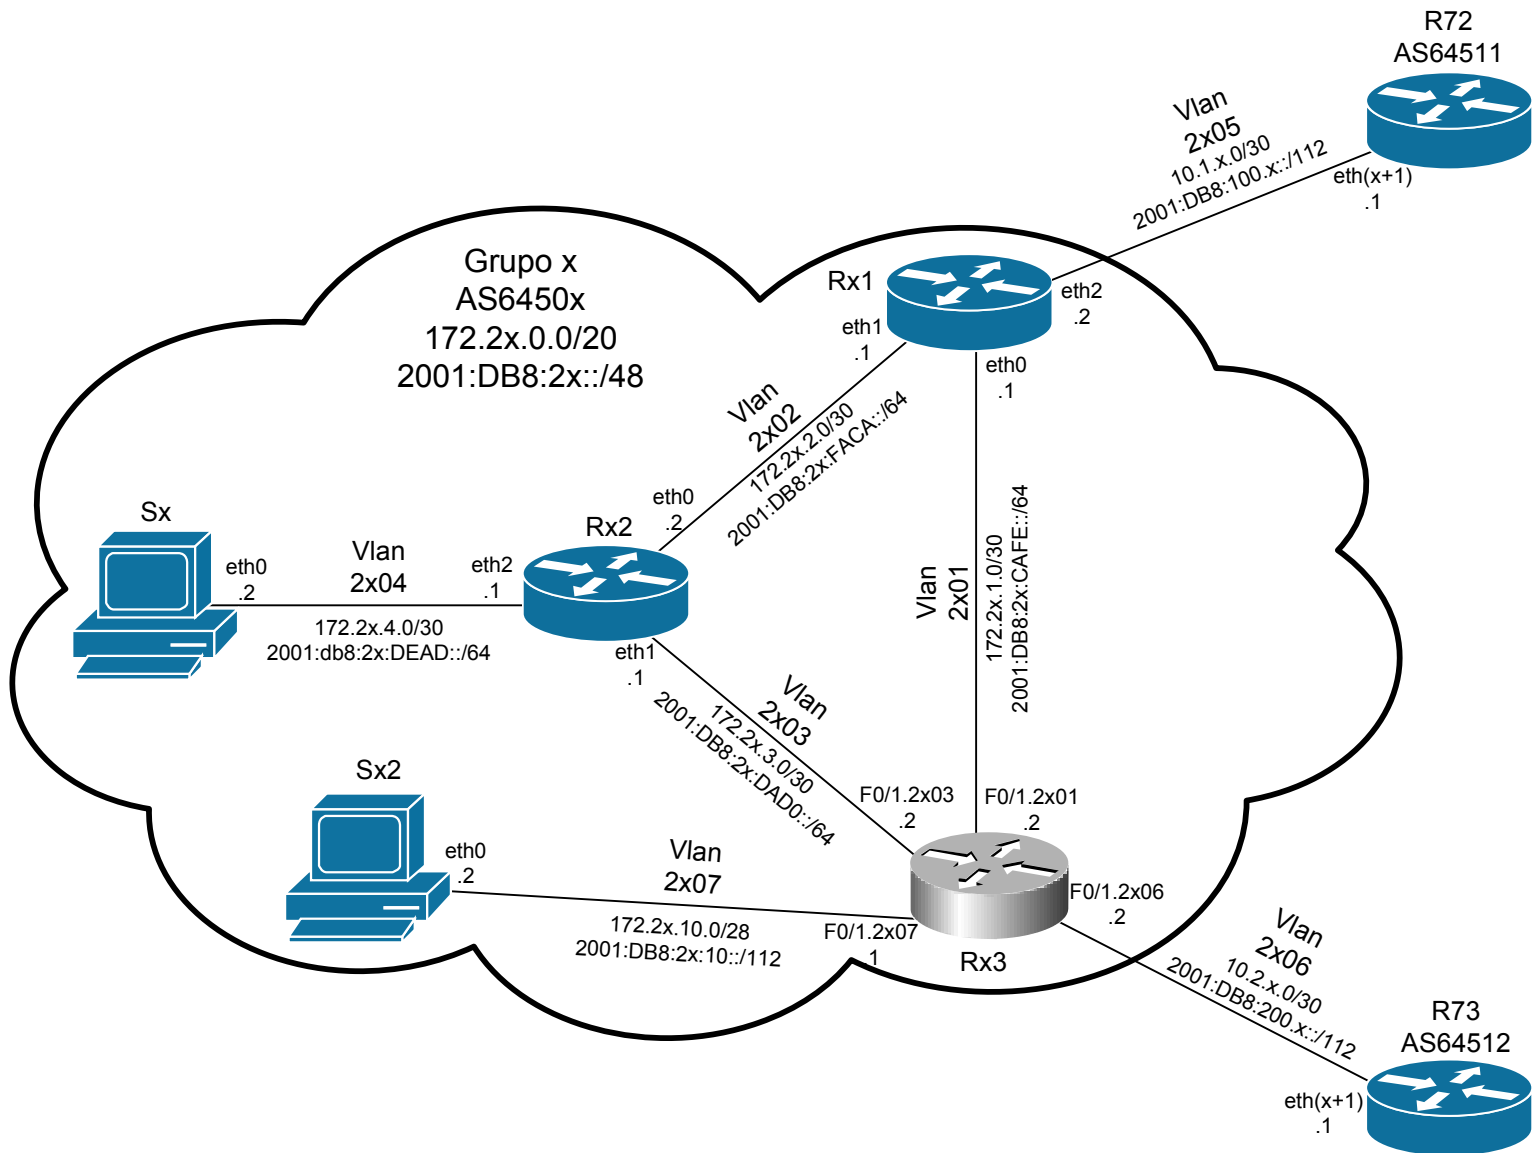 R72
AS64511
Vlan
2x05
10.1.x.0/30
2001:DB8:100.x::/112
eth(x+1)
.1
Grupo x
AS6450x
172.2x.0.0/20
2001:DB8:2x::/48
Rx1
eth2
.2
eth1
.1
eth0
.1
Vlan
2x02
172.2x.2.0/30
2001:DB8:2x:FACA::/64
eth0
.2
Rx2
Sx
eth0
.2
Vlan
2x04
eth2
.1
172.2x.4.0/30
2001:db8:2x:DEAD::/64
eth1
.1
Vlan
2x01
172.2x.1.0/30
2001:DB8:2x:CAFE::/64
Vlan
2x03
172.2x.3.0/30
2001:DB8:2x:DAD0::/64
Sx2
eth0
.2
Vlan
2x07
172.2x.10.0/28
2001:DB8:2x:10::/112
F0/1.2x03
.2
F0/1.2x01
.2
F0/1.2x06
.2
F0/1.2x07
.1
Rx3
Vlan
2x06
10.2.x.0/30
2001:DB8:200.x::/112
R73
AS64512
eth(x+1)
.1